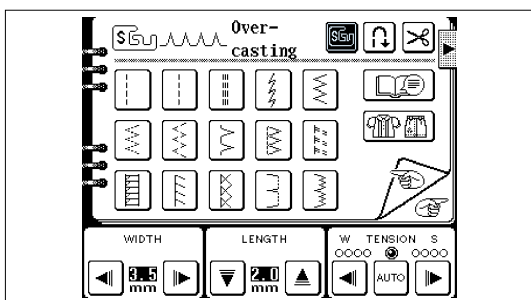 Over-
casting
WIDTH
LENGTH
W TENSION S
3.5
mm
2.0
mm
AUTO